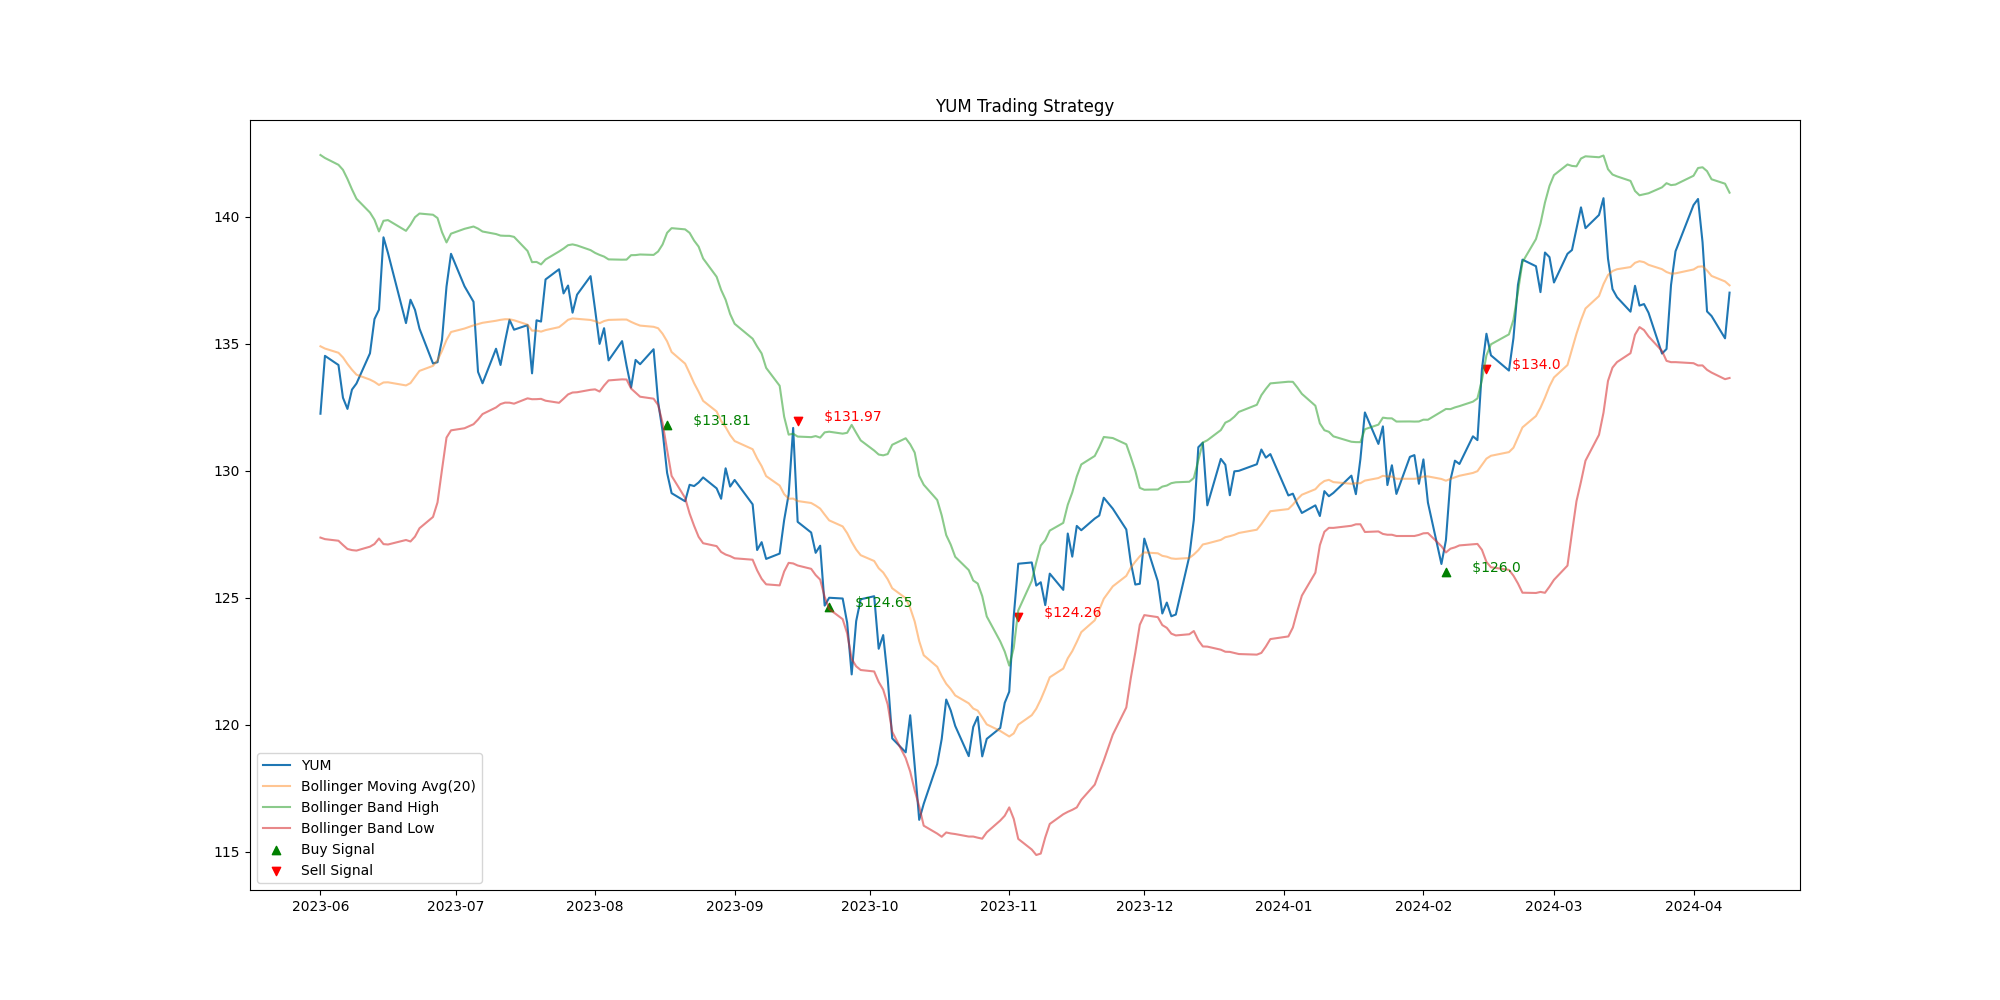 YUM Trading Strategy
140
135
130
125
120
115
$131.81
$131.97
$124.65
$124.26
$126.0
$134.0
YUM
Bollinger Moving Avg(20)
Bollinger Band High
Bollinger Band Low
Buy Signal
Sell Signal
2023-06 2023-07 2023-08 2023-09 2023-10 2023-11 2023-12 2024-01 2024-02 2024-03 2024-04